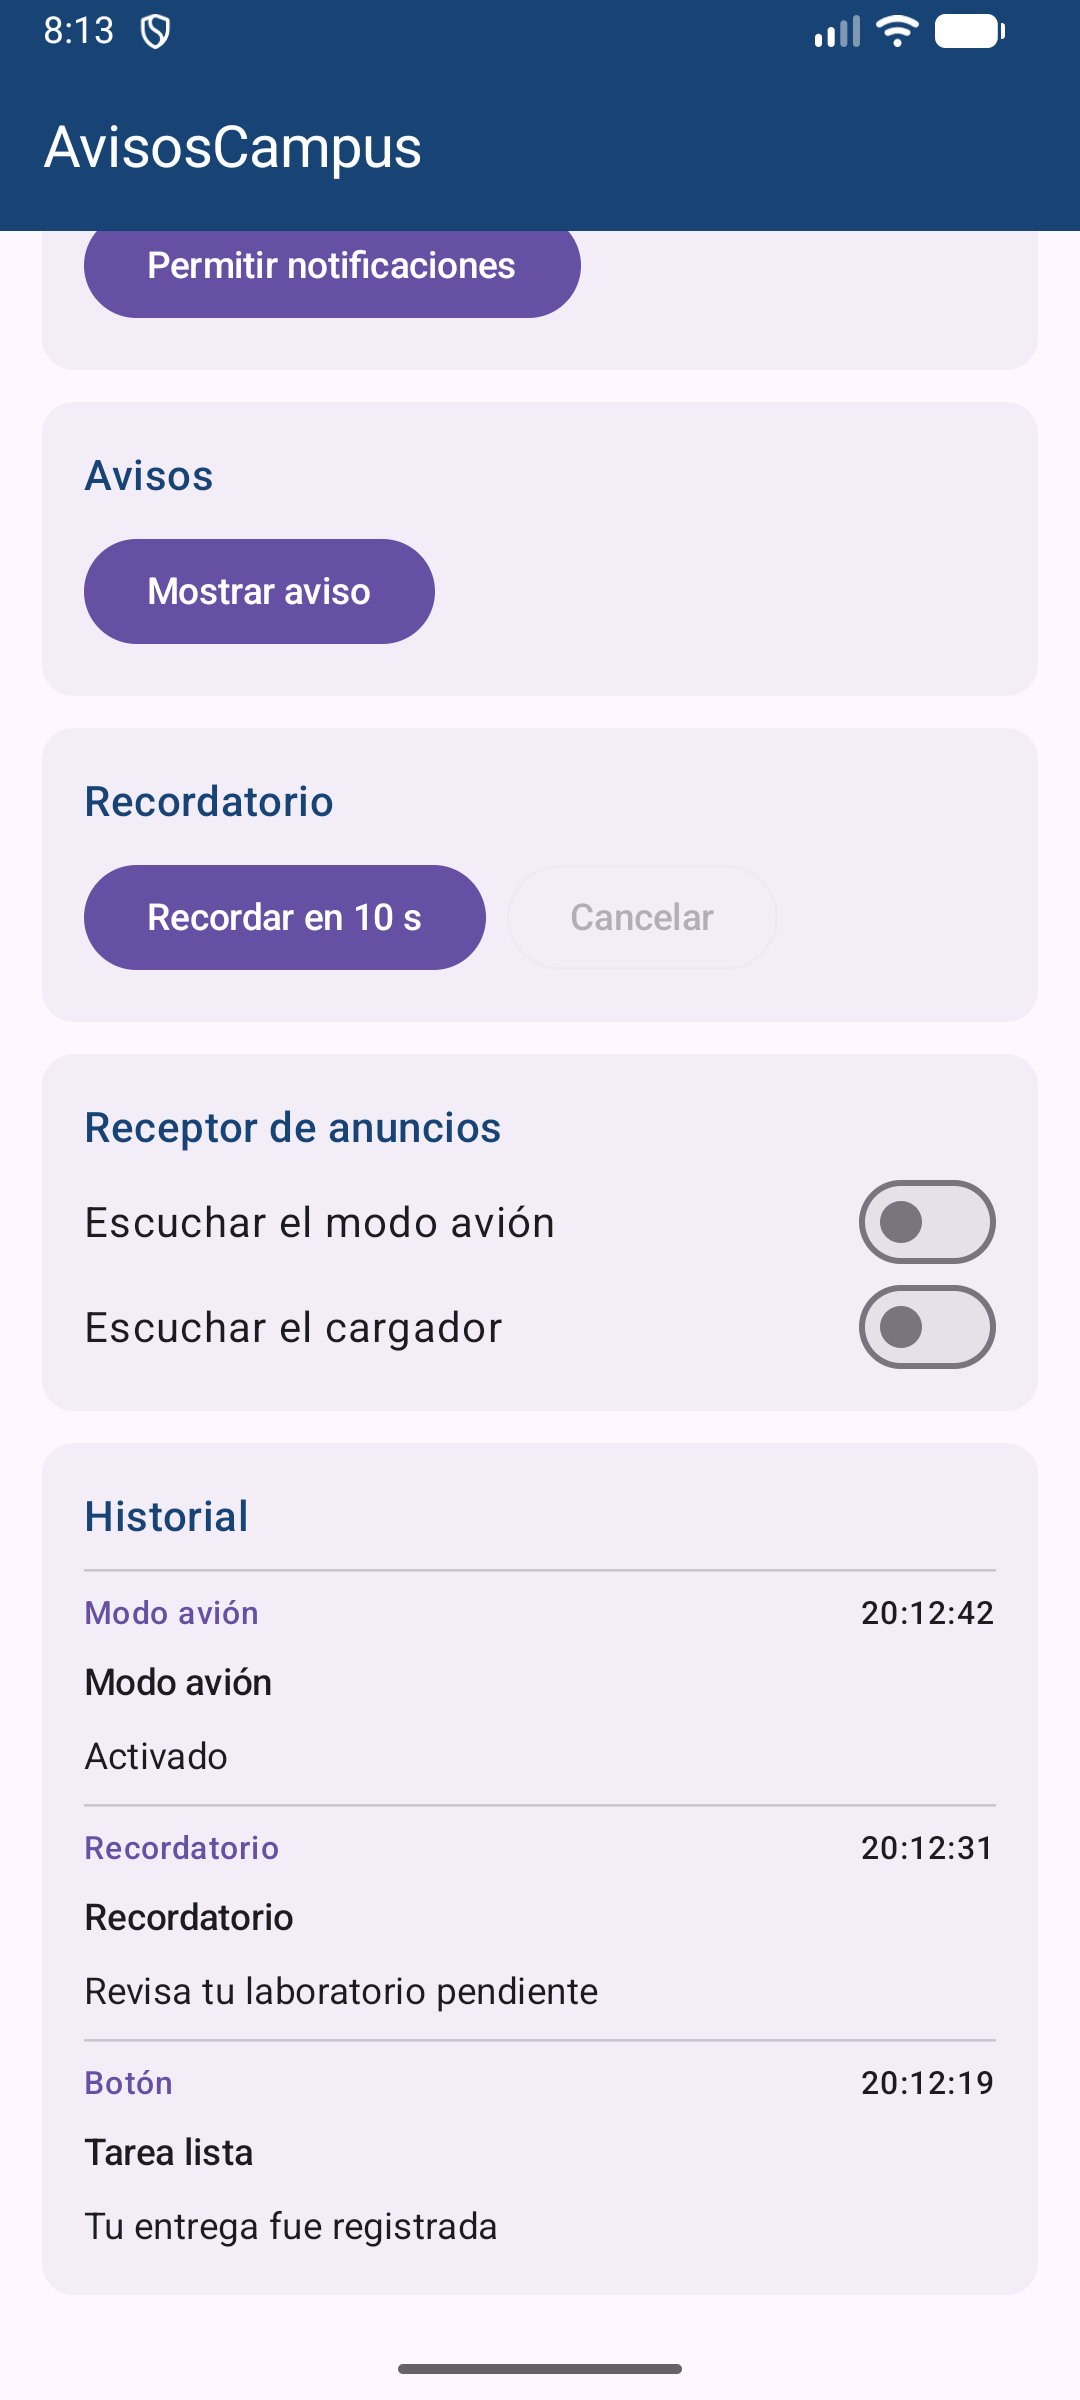 8:13
AvisosCampus
Permitir notificaciones
Avisos
Mostrar aviso
Recordatorio
Recordar en 10 s
Cancelar
Receptor de anuncios
Escuchar el modo avión
Escuchar el cargador
Historial
Modo avión 20:12:42
Modo avión
Activado
Recordatorio 20:12:31
Recordatorio
Revisa tu laboratorio pendiente
Botón 20:12:19
Tarea lista
Tu entrega fue registrada